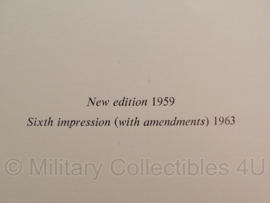 New edition 1959
Sixth impression (with amendments) 1963
© Military Collectibles 4U